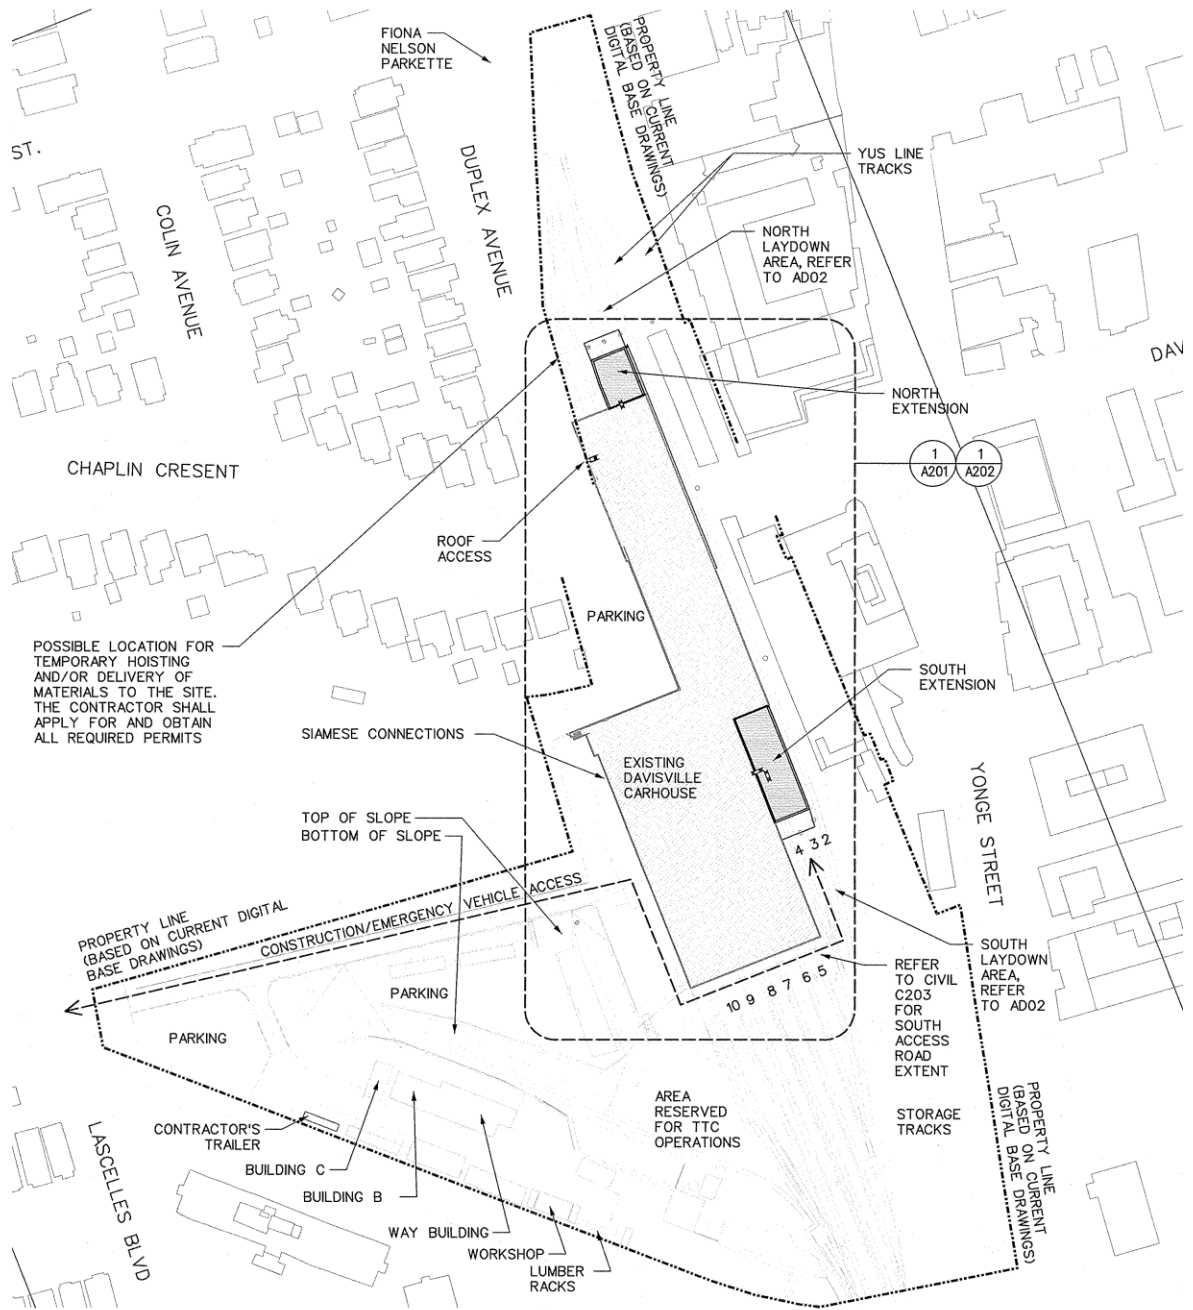 FIONA
NELSON
PARKETTE
PROPERTY LINE
(BASED ON CURRENT
DIGITAL BASE DRAWINGS)
ST.
DUPLEX AVENUE
YUS LINE
TRACKS
COLIN AVENUE
NORTH
LAYDOWN
AREA, REFER
TO AD02
DAV
NORTH
EXTENSION
1
A201
1
A202
CHAPLIN CRESENT
ROOF
ACCESS
PARKING
POSSIBLE LOCATION FOR
TEMPORARY HOISTING
AND/OR DELIVERY OF
MATERIALS TO THE SITE.
THE CONTRACTOR SHALL
APPLY FOR AND OBTAIN
ALL REQUIRED PERMITS
SOUTH
EXTENSION
SIAMESE CONNECTIONS
EXISTING
DAVISVILLE
CARHOUSE
YONGE STREET
TOP OF SLOPE
BOTTOM OF SLOPE
4 3 2
PROPERTY LINE
(BASED ON CURRENT DIGITAL
BASE DRAWINGS)
CONSTRUCTION/EMERGENCY VEHICLE ACCESS
SOUTH
LAYDOWN
AREA,
REFER
TO AD02
REFER
TO CIVIL
C203
FOR
SOUTH
ACCESS
ROAD
EXTENT
10 9 8 7 6 5
PARKING
PARKING
AREA
RESERVED
FOR TTC
OPERATIONS
STORAGE
TRACKS
PROPERTY LINE
(BASED ON CURRENT
DIGITAL BASE DRAWINGS)
CONTRACTOR'S
TRAILER
LASCELLES BLVD
BUILDING C
BUILDING B
WAY BUILDING
WORKSHOP
LUMBER
RACKS